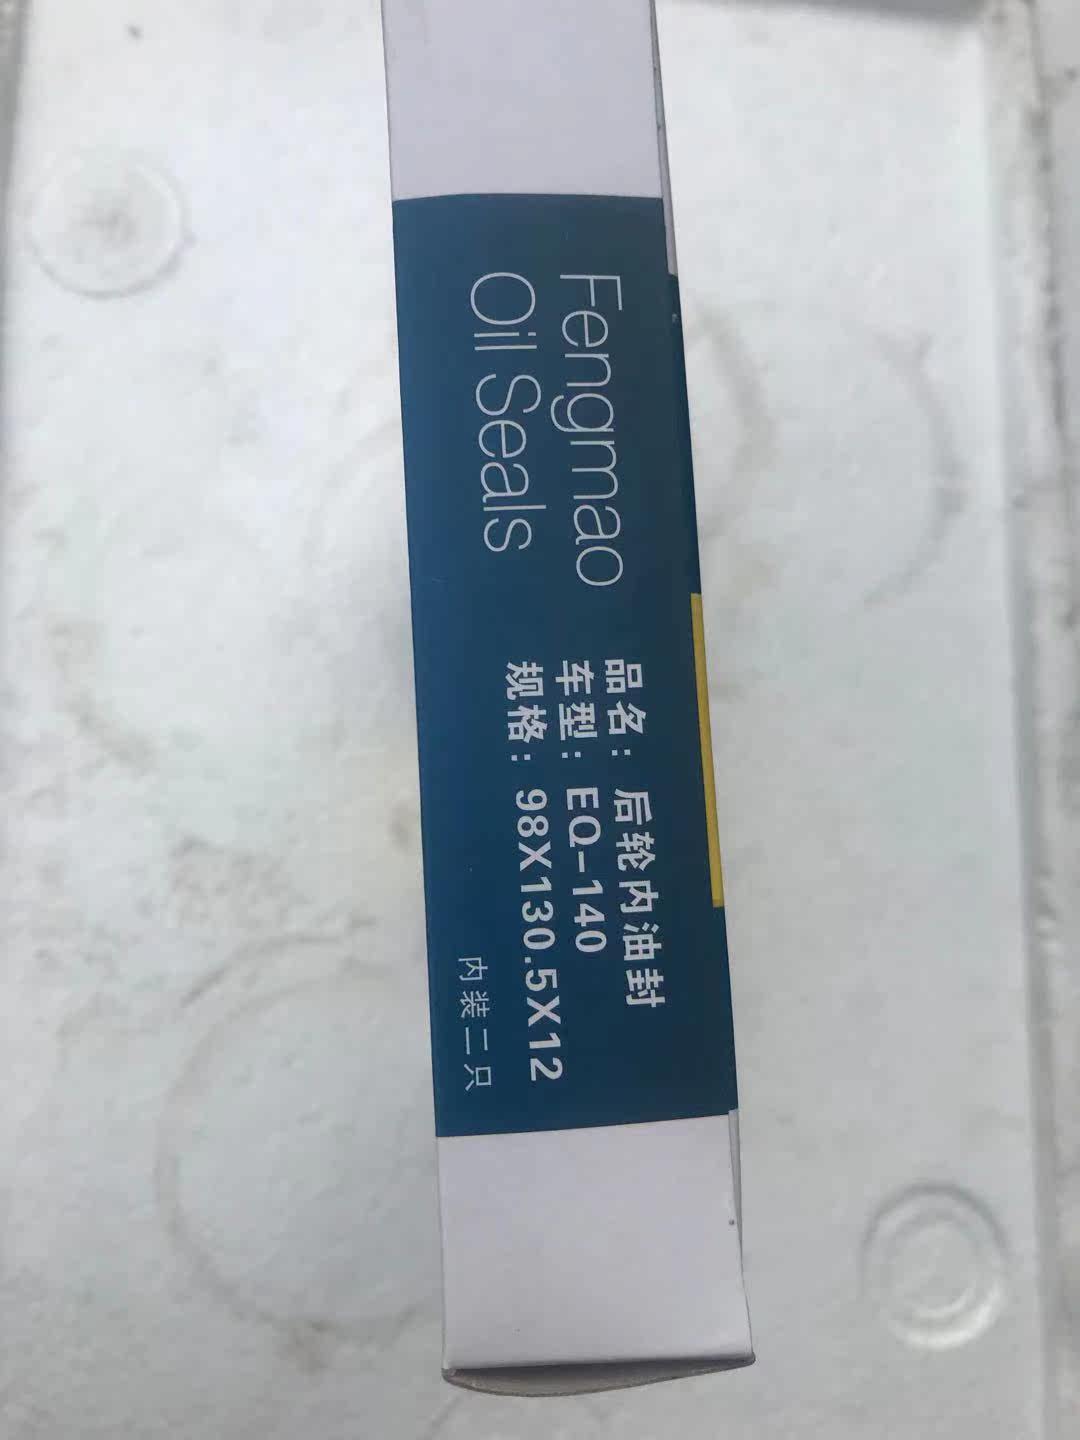 Fengmao
Oil Seals
品名：后轮内油封
车型：EQ-140
规格：98X130.5X12
内装二只